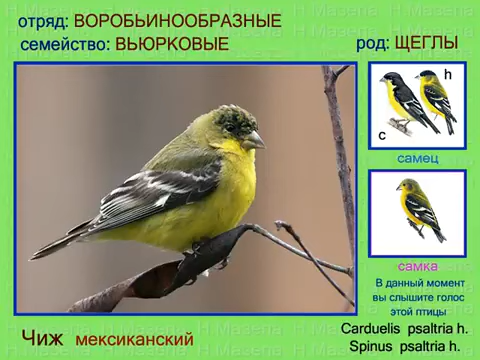 отряд: ВОРОБЬИНООБРАЗНЫЕ
семейство: ВЬЮРКОВЫЕ
род: ЩЕГЛЫ
h
c
самец
самка
В данный момент
вы слышите голос
этой птицы
Чиж мексиканский
Carduelis psaltria h.
Spinus psaltria h.
Н.Мазепа